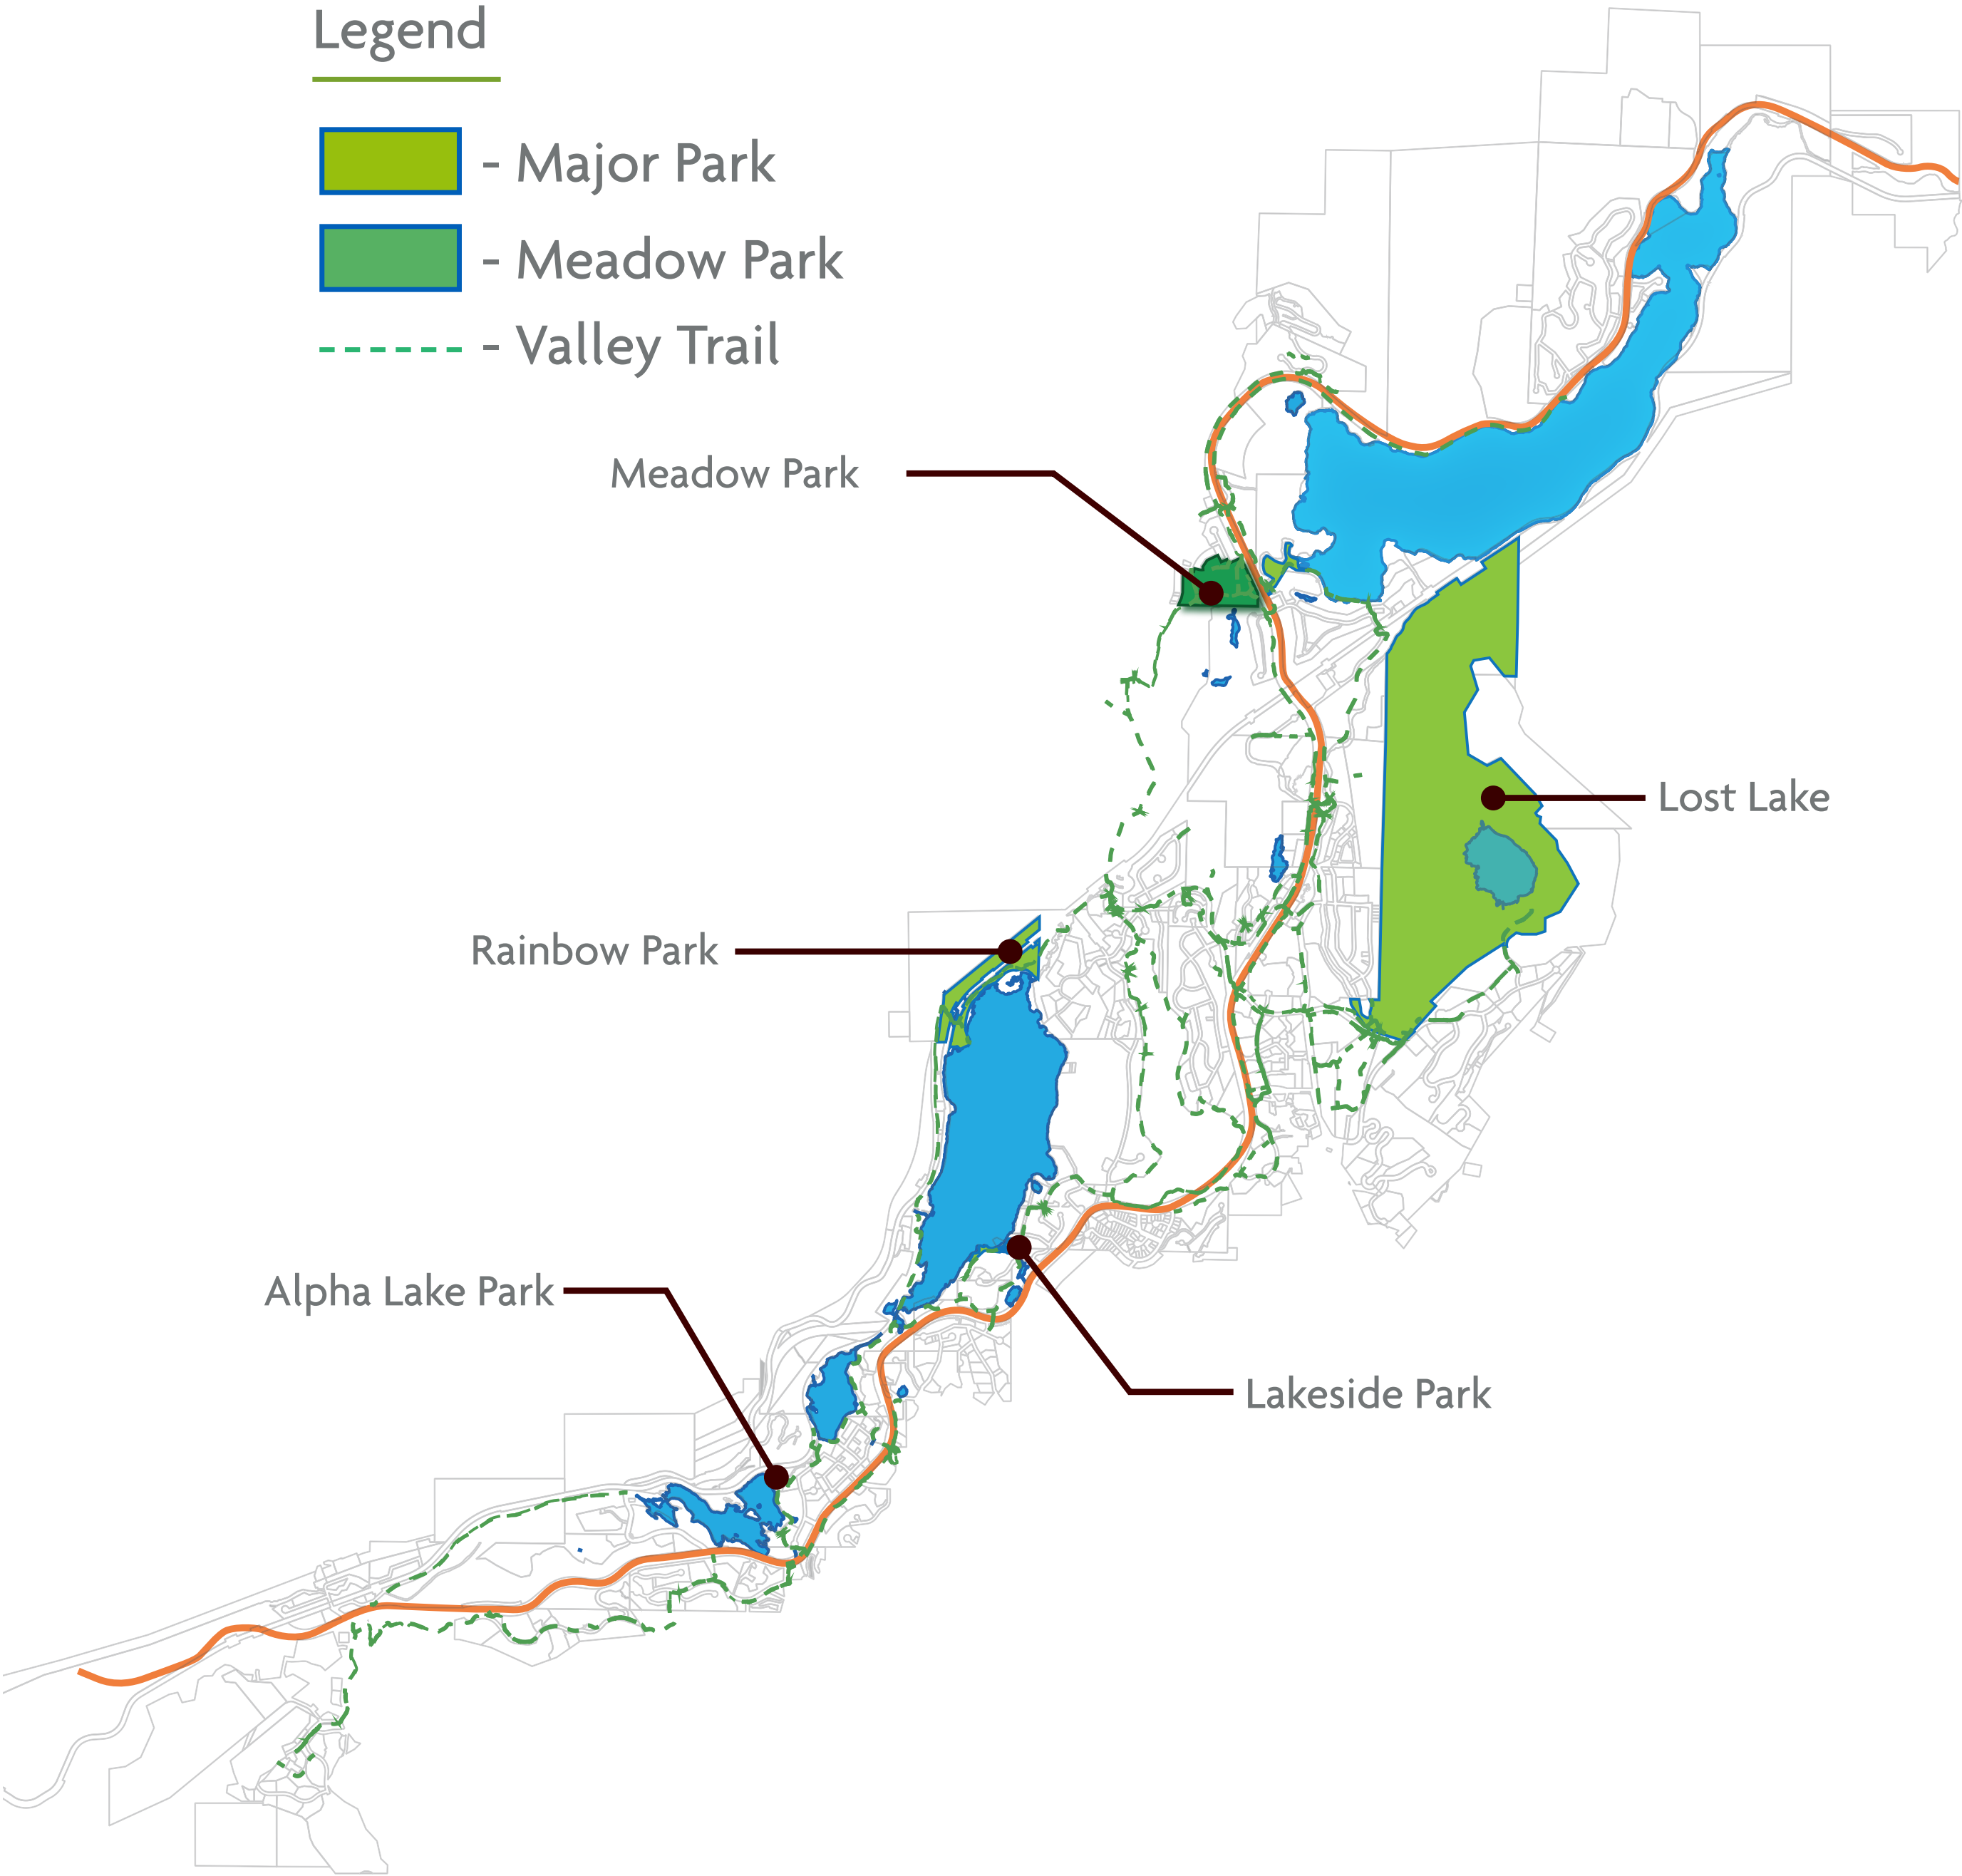 Legend
- Major Park
- Meadow Park
- Valley Trail
Meadow Park
Lost Lake
Rainbow Park
Alpha Lake Park
Lakeside Park